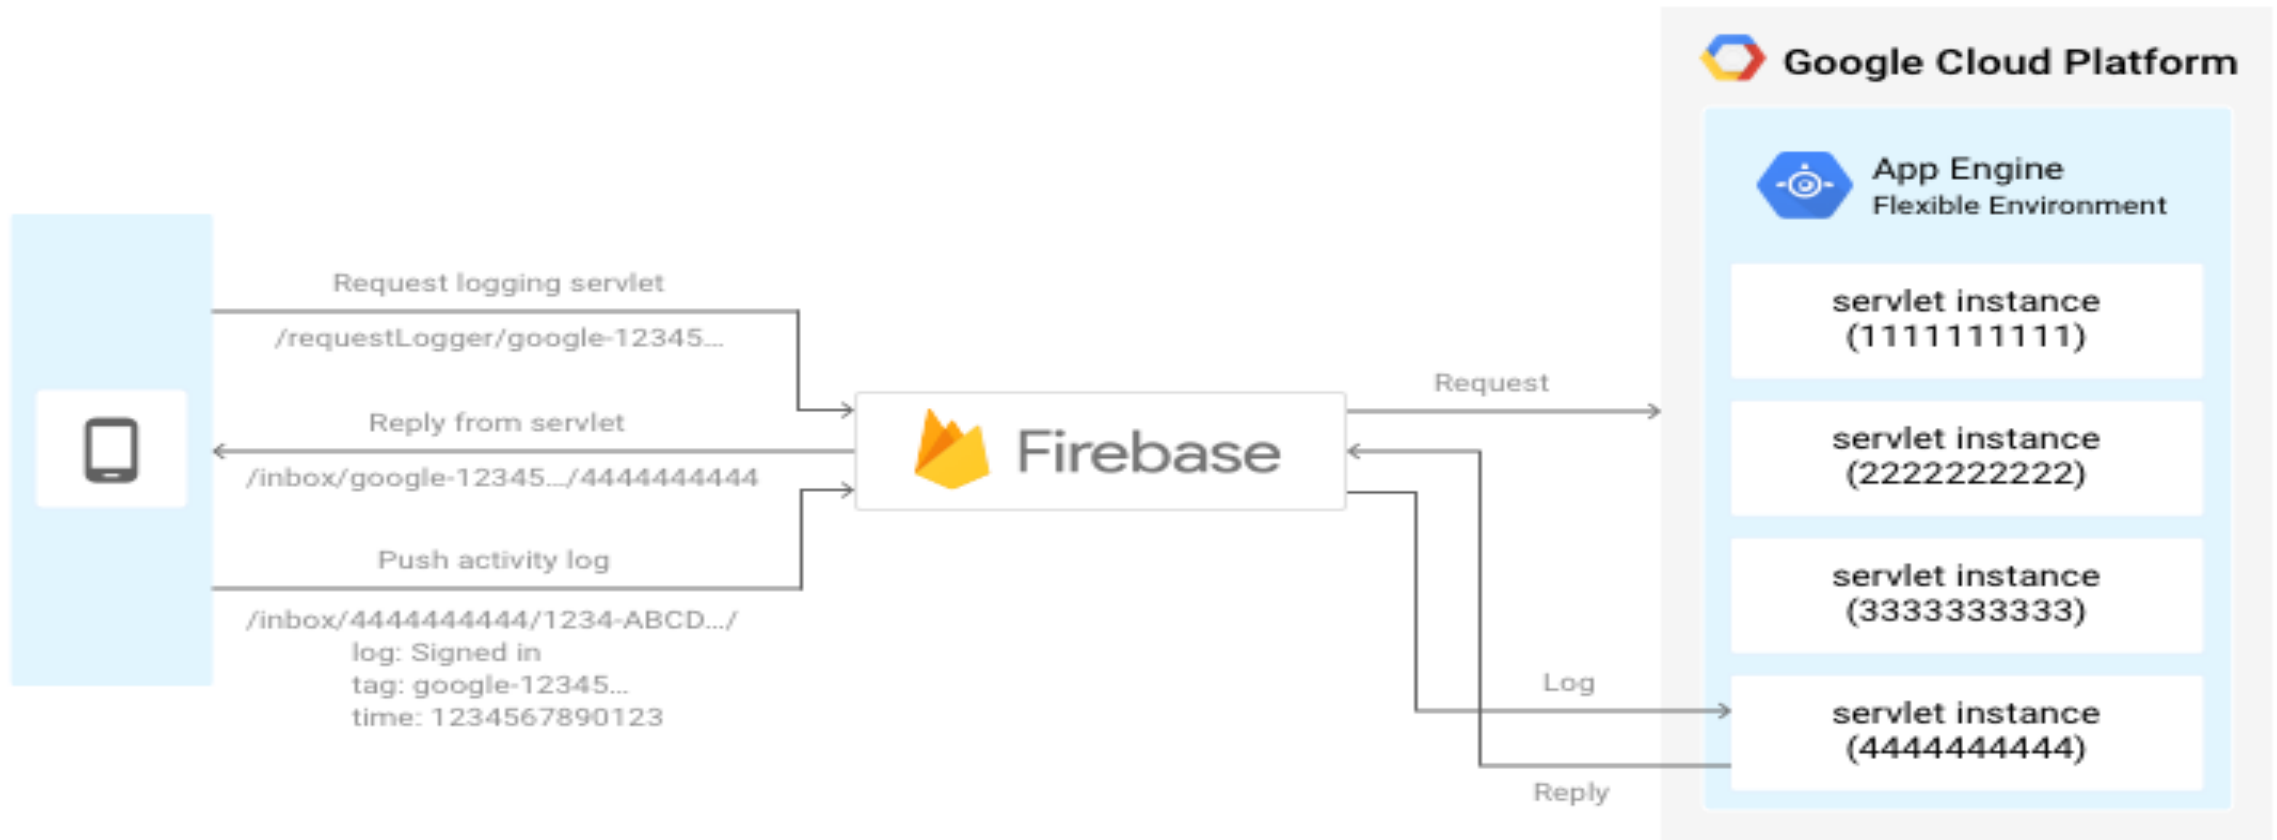 Google Cloud Platform
App Engine
Flexible Environment
Request logging servlet
/requestLogger/google-12345...
Reply from servlet
/inbox/google-12345.../4444444444
Push activity log
/inbox/4444444444/1234-ABCD.../
log: Signed in
tag: google-12345...
time: 1234567890123
Firebase
Request
Log
Reply
servlet instance
(1111111111)
servlet instance
(2222222222)
servlet instance
(3333333333)
servlet instance
(4444444444)